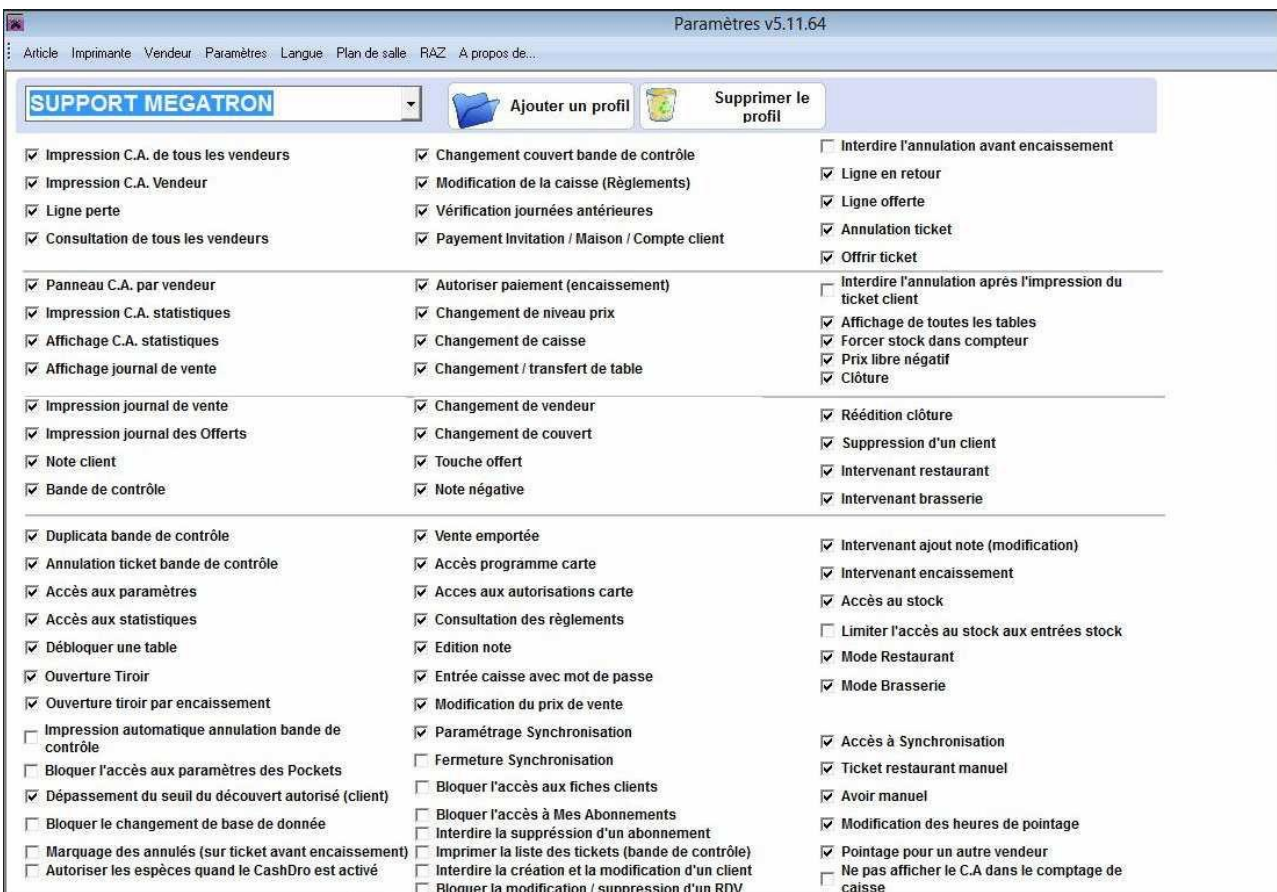 Paramètres v5.11.64
Article Imprimante Vendeur Paramètres Langue Plan de salle RAZ A propos de...
SUPPORT MEGATRON
Ajouter un profil
Supprimer le
profil
Impression C.A. de tous les vendeurs
Impression C.A. Vendeur
Ligne perte
Consultation de tous les vendeurs
Changement couvert bande de contrôle
Modification de la caisse (Règlements)
Vérification journées antérieures
Payement Invitation / Maison / Compte client
Interdire l'annulation avant encaissement
Ligne en retour
Ligne offerte
Annulation ticket
Offrir ticket
Panneau C.A. par vendeur
Impression C.A. statistiques
Affichage C.A. statistiques
Affichage journal de vente
Autoriser paiement (encaissement)
Changement de niveau prix
Changement de caisse
Changement / transfert de table
Interdire l'annulation après l'impression du
ticket client
Affichage de toutes les tables
Forcer stock dans compteur
Prix libre négatif
Clôture
Impression journal de vente
Impression journal des Offerts
Note client
Bande de contrôle
Changement de vendeur
Changement de couvert
Touche offert
Note négative
Réédition clôture
Suppression d'un client
Intervenant restaurant
Intervenant brasserie
Duplicata bande de contrôle
Annulation ticket bande de contrôle
Accès aux paramètres
Accès aux statistiques
Débloquer une table
Ouverture Tiroir
Ouverture tiroir par encaissement
Impression automatique annulation bande de
contrôle
Bloquer l'accès aux paramètres des Pockets
Dépassement du seuil du découvert autorisé (client)
Bloquer le changement de base de donnée
Marquage des annulés (sur ticket avant encaissement)
Autoriser les espèces quand le CashDro est activé
Vente emportée
Accès programme carte
Acces aux autorisations carte
Consultation des règlements
Edition note
Entrée caisse avec mot de passe
Modification du prix de vente
Paramétrage Synchronisation
Fermeture Synchronisation
Bloquer l'accès aux fiches clients
Bloquer l'accès à Mes Abonnements
Interdire la suppréssion d'un abonnement
Imprimer la liste des tickets (bande de contrôle)
Interdire la création et la modification d'un client
Bloquer la modification / suppression d'un RDV
Intervenant ajout note (modification)
Intervenant encaissement
Accès au stock
Limiter l'accès au stock aux entrées stock
Mode Restaurant
Mode Brasserie
Accès à Synchronisation
Ticket restaurant manuel
Avoir manuel
Modification des heures de pointage
Pointage pour un autre vendeur
Ne pas afficher le C.A dans le comptage de
caisse